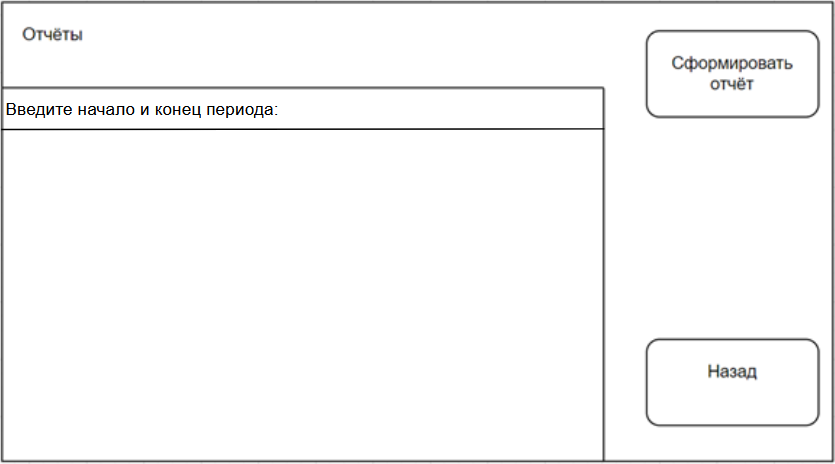 Отчёты
Сформировать
отчёт
Введите начало и конец периода:
Назад